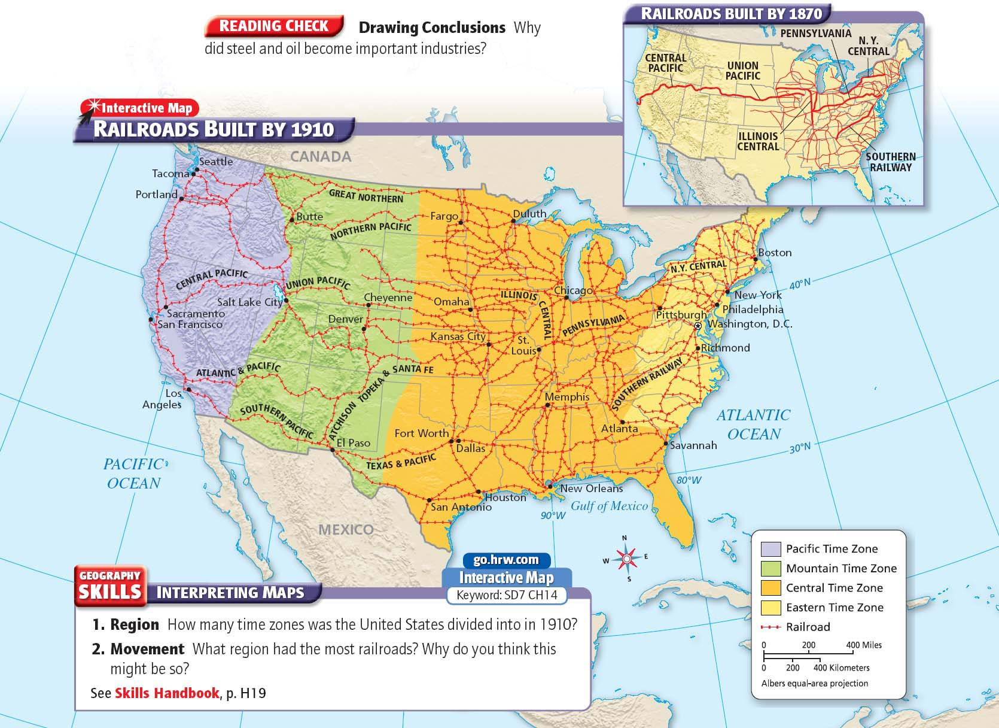 READING CHECK Drawing Conclusions Why
did steel and oil become important industries?
RAILROADS BUILT BY 1870
PENNSYLVANIA
N. Y.
CENTRAL
CENTRAL
PACIFIC
UNION
PACIFIC
ILLINOIS
CENTRAL
SOUTHERN
RAILWAY
Interactive Map
RAILROADS BUILT BY 1910
CANADA
Seattle
Tacoma
Portland
GREAT NORTHERN
Butte
NORTHERN PACIFIC
Fargo
Duluth
Boston
N.Y. CENTRAL
40°N
CENTRAL PACIFIC
UNION PACIFIC
Salt Lake City
Cheyenne
Omaha
ILLINOIS CENTRAL
Chicago
New York
Philadelphia
Pittsburgh
Washington, D.C.
Sacramento
San Francisco
Denver
Kansas City
St.
Louis
PENNSYLVANIA
Richmond
ATLANTIC & PACIFIC
ATCHISON TOPEKA & SANTA FE
SOUTHERN RAILWAY
Los
Angeles
Memphis
SOUTHERN PACIFIC
ATLANTIC
OCEAN
Atlanta
Fort Worth
Dallas
El Paso
Savannah
30°N
TEXAS & PACIFIC
PACIFIC
OCEAN
80°W
New Orleans
Houston
San Antonio
Gulf of Mexico
90°W
MEXICO
N
W
E
S
Pacific Time Zone
Mountain Time Zone
Central Time Zone
Eastern Time Zone
Railroad
0 200 400 Miles
0 200 400 Kilometers
Albers equal-area projection
go.hrw.com
Interactive Map
Keyword: SD7 CH14
GEOGRAPHY
SKILLS INTERPRETING MAPS
1. Region How many time zones was the United States divided into in 1910?
2. Movement What region had the most railroads? Why do you think this
might be so?
See Skills Handbook, p. H19